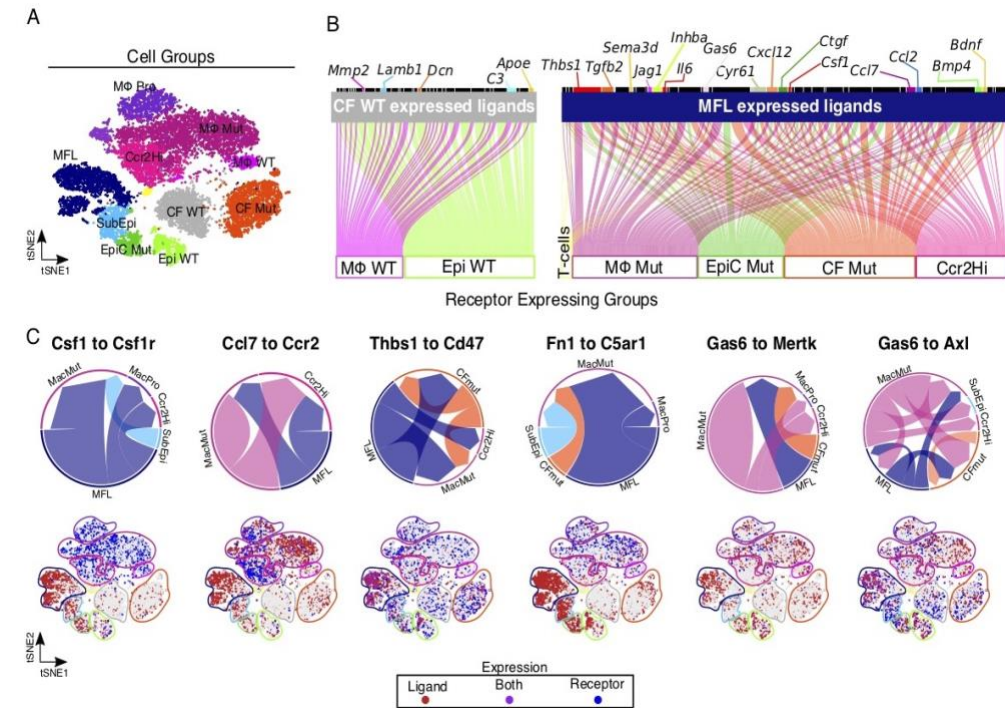 A
Cell Groups
MΦ Pro
MΦ Mut
MFL
Ccr2Hi
MΦ WT
SubEpi
CF WT
CF Mut
EpiC Mut
Epi WT
tSNE2
tSNE1
B
Mmp2
Lamb1
Dcn
C3
Apoe
Thbs1
Tgfb2
Sema3d
Jag1
Inhba
Il6
Gas6
Cyr61
Cxcl12
Ctgf
Csf1
Ccl7
Ccl2
Bmp4
Bdnf
CF WT expressed ligands
MFL expressed ligands
MΦ WT
Epi WT
T-cells
MΦ Mut
EpiC Mut
CF Mut
Ccr2Hi
Receptor Expressing Groups
C
Csf1 to Csf1r
Ccl7 to Ccr2
Thbs1 to Cd47
Fn1 to C5ar1
Gas6 to Mertk
Gas6 to Axl
MacMut
MacPro
Ccr2Hi
SubEpi
MFL
MacMut
Ccr2Hi
MFL
MFL
CFmut
Ccr2Hi
MacMut
MacMut
MacPro
SubEpi
CFmut
MFL
MacMut
MacPro
Ccr2Hi
CFmut
MFL
MacMut
SubEpi
Ccr2Hi
CFmut
MFL
tSNE2
tSNE1
Expression
Ligand
Both
Receptor